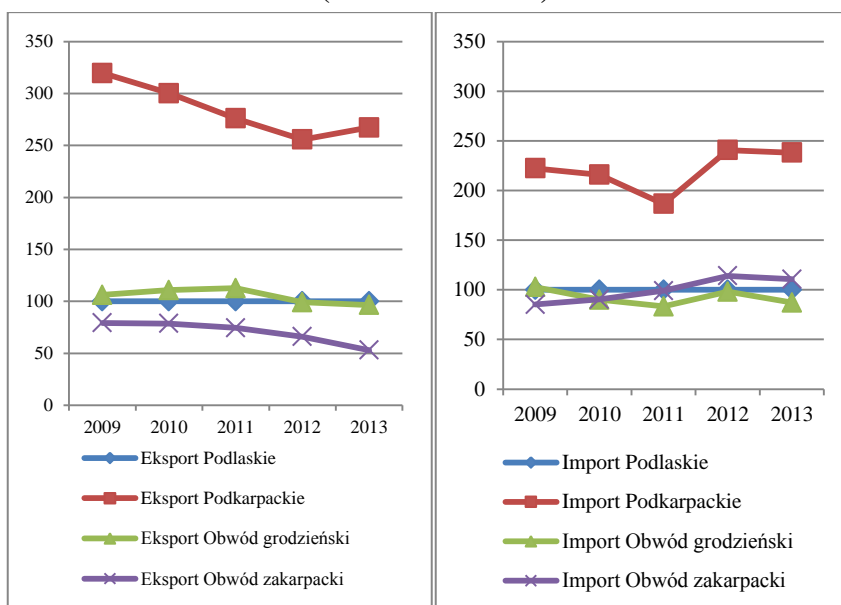 350
300
250
200
150
100
50
0
2009 2010 2011 2012 2013
Eksport Podlaskie
Eksport Podkarpackie
Eksport Obwód grodzieński
Eksport Obwód zakarpacki
350
300
250
200
150
100
50
0
2009 2010 2011 2012 2013
Import Podlaskie
Import Podkarpackie
Import Obwód grodzieński
Import Obwód zakarpacki